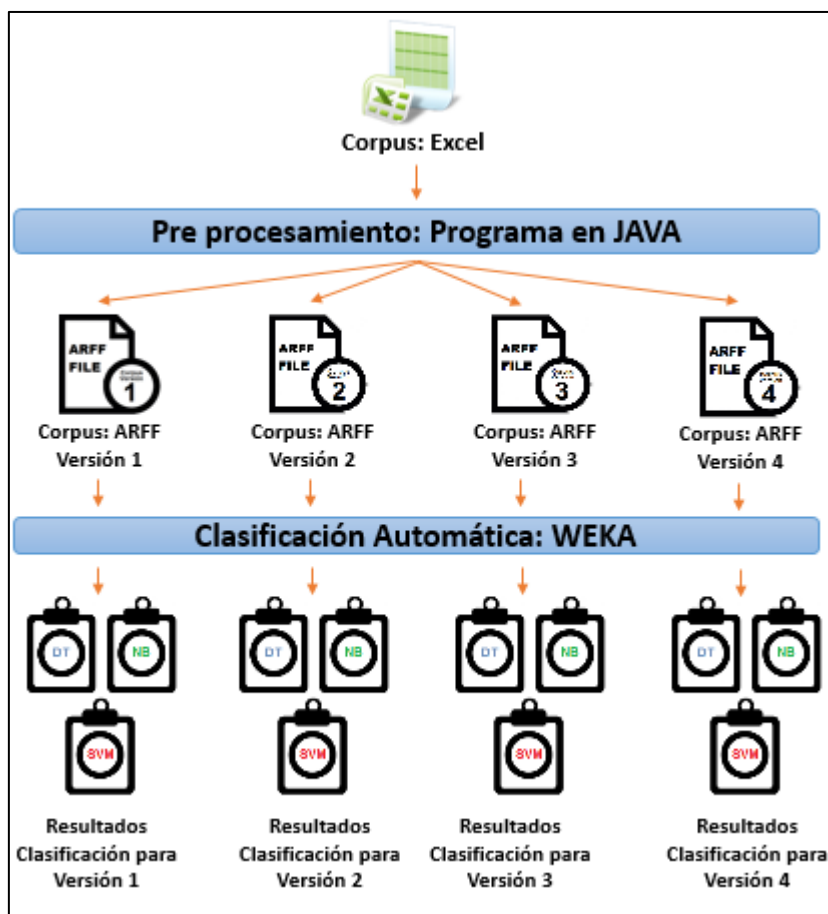 Corpus: Excel
Pre procesamiento: Programa en JAVA
ARFF
FILE
1
ARFF
FILE
2
ARFF
FILE
3
ARFF
FILE
4
Corpus: ARFF
Versión 1
Corpus: ARFF
Versión 2
Corpus: ARFF
Versión 3
Corpus: ARFF
Versión 4
Clasificación Automática: WEKA
DT
NB
SVM
DT
NB
SVM
DT
NB
SVM
DT
NB
SVM
Resultados
Clasificación para
Versión 1
Resultados
Clasificación para
Versión 2
Resultados
Clasificación para
Versión 3
Resultados
Clasificación para
Versión 4